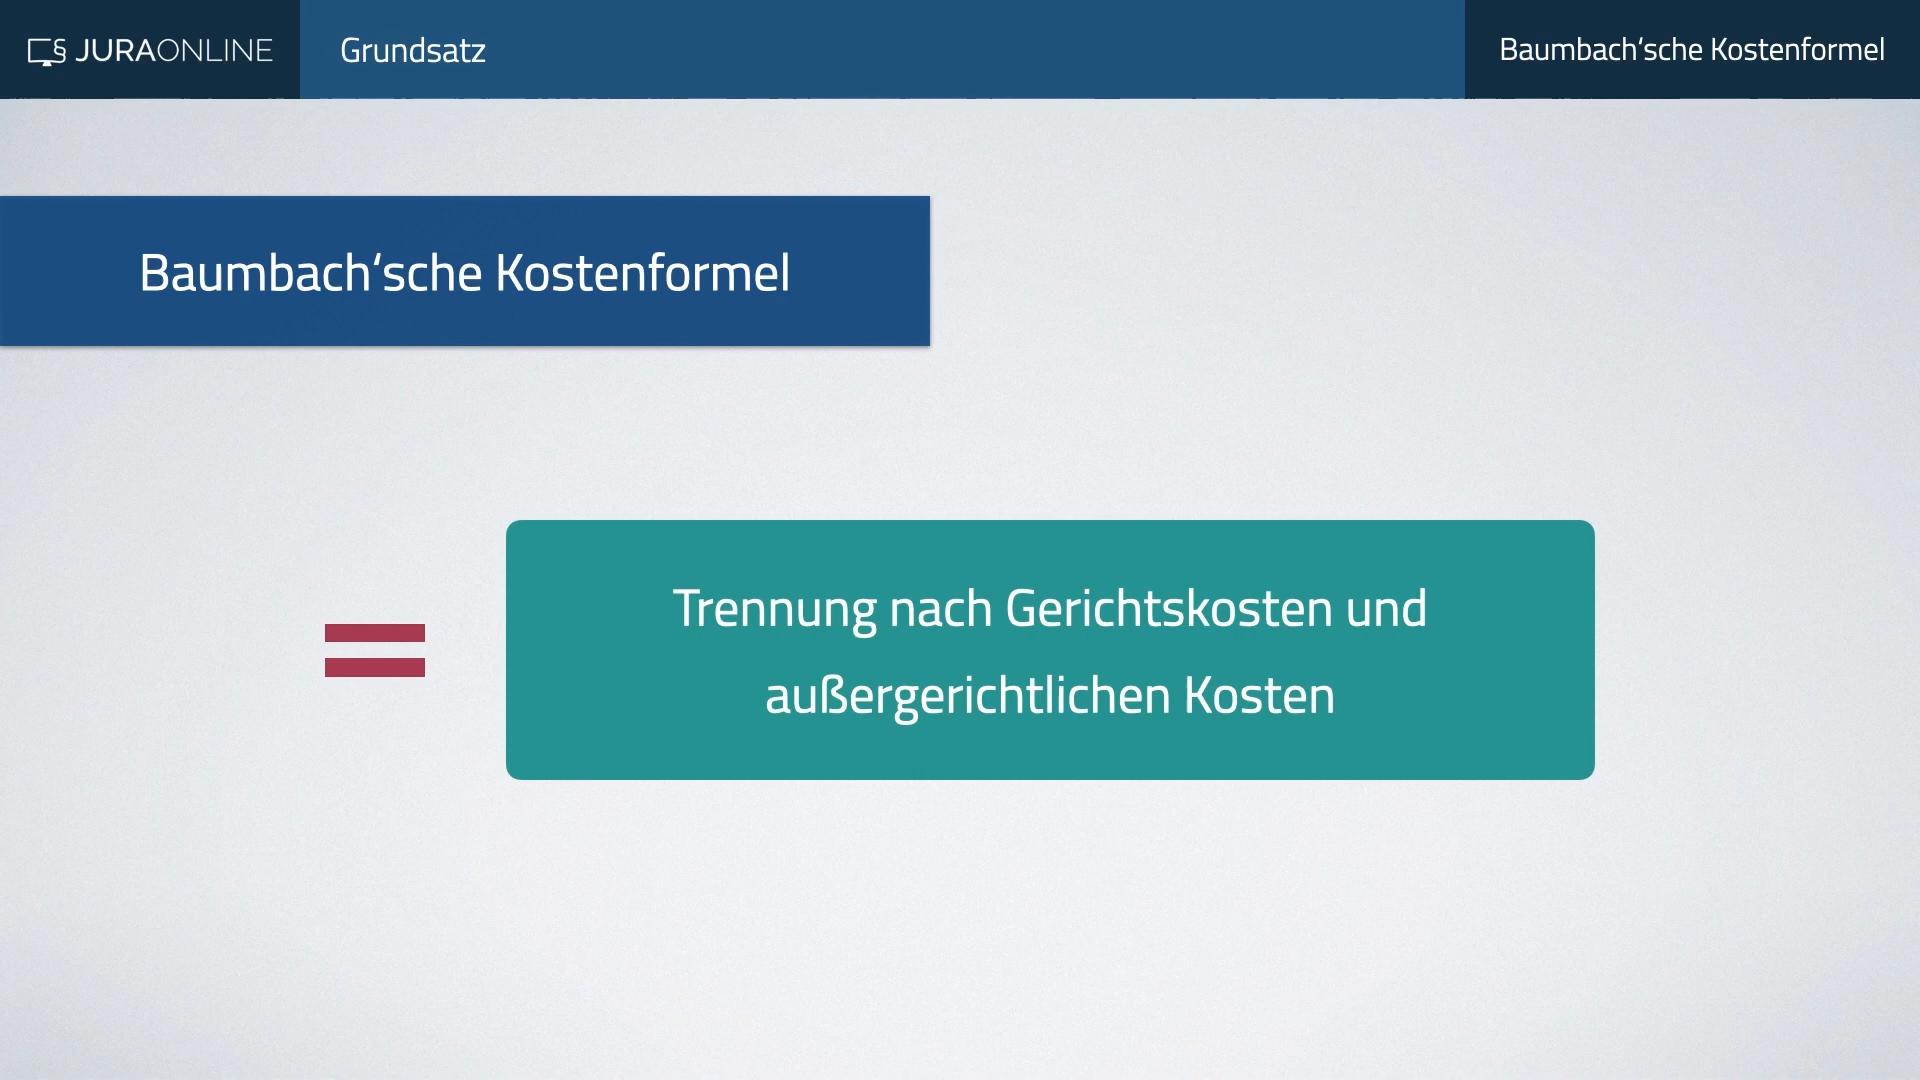 JURAONLINE
Grundsatz
Baumbach‘sche Kostenformel
Baumbach‘sche Kostenformel
Trennung nach Gerichtskosten und
außergerichtlichen Kosten